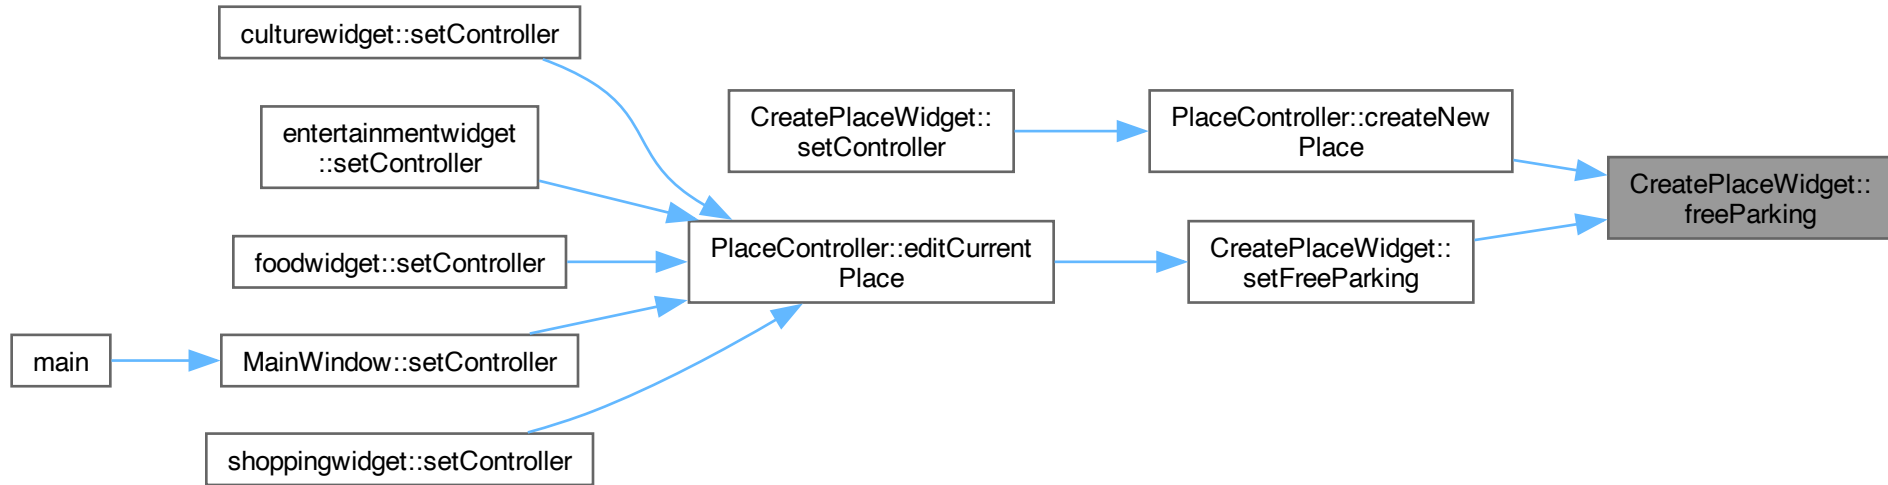 culturewidget::setController
entertainmentwidget
::setController
foodwidget::setController
main
MainWindow::setController
shoppingwidget::setController
CreatePlaceWidget::
setController
PlaceController::editCurrent
Place
PlaceController::createNew
Place
CreatePlaceWidget::
setFreeParking
CreatePlaceWidget::
freeParking